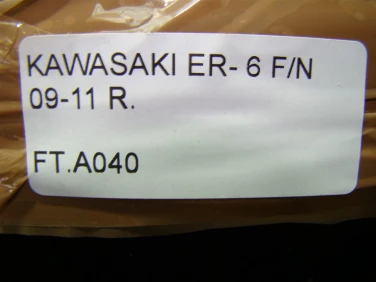 KAWASAKI ER- 6 F/N
09-11 R.
FT.A040